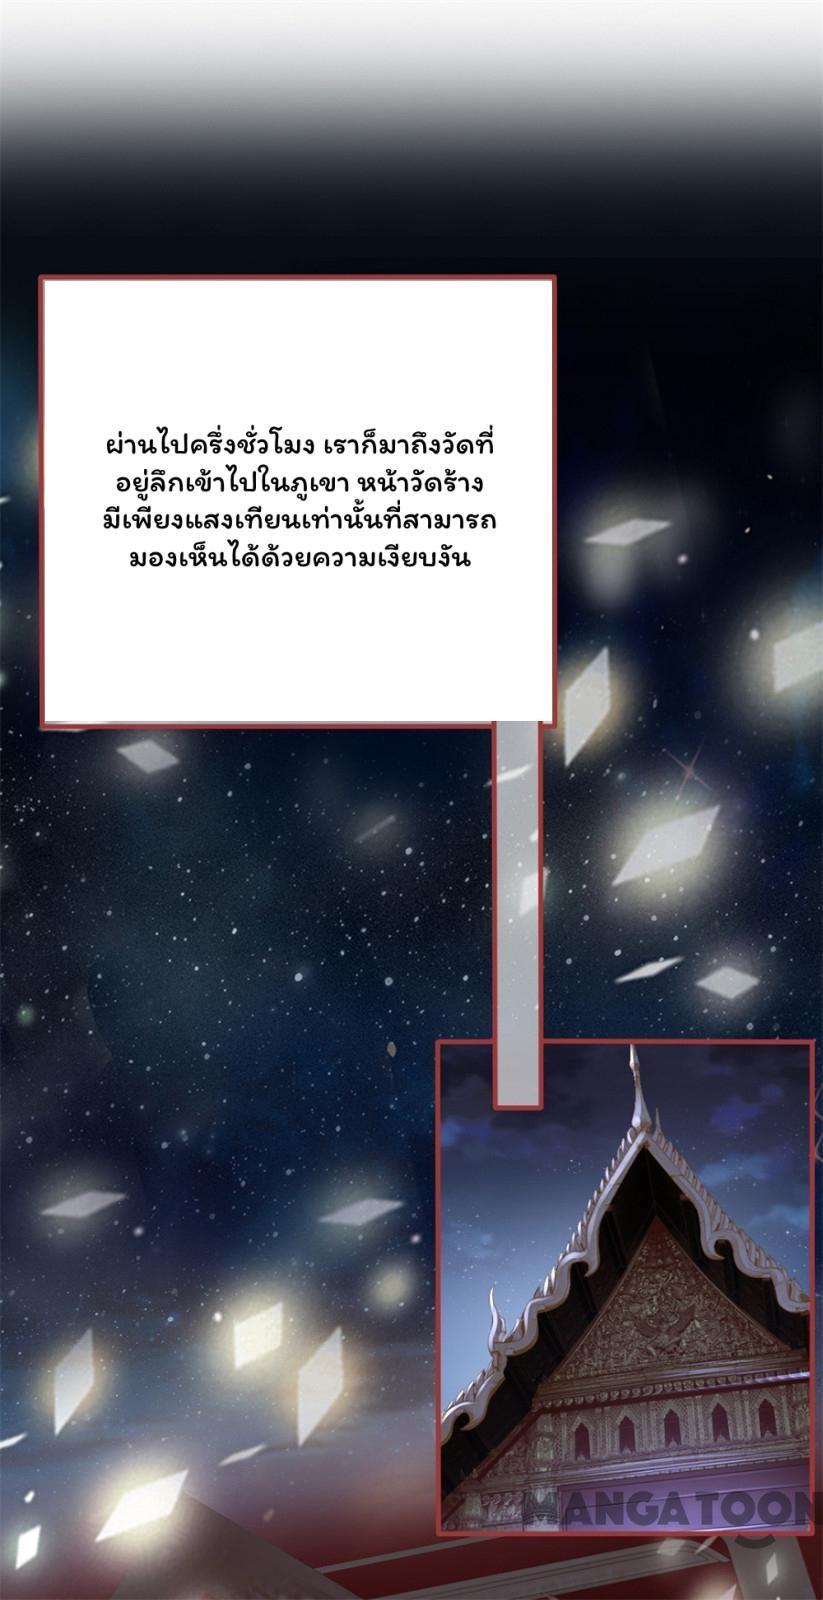 ผ่านไปครึ่งชั่วโมง เราก็มาถึงวัดที่
อยู่ลึกเข้าไปในภูเขา หน้าวัดร้าง
มีเพียงแสงเทียนเท่านั้นที่สามารถ
มองเห็นได้ด้วยความเงียบงัน
MANGATOON